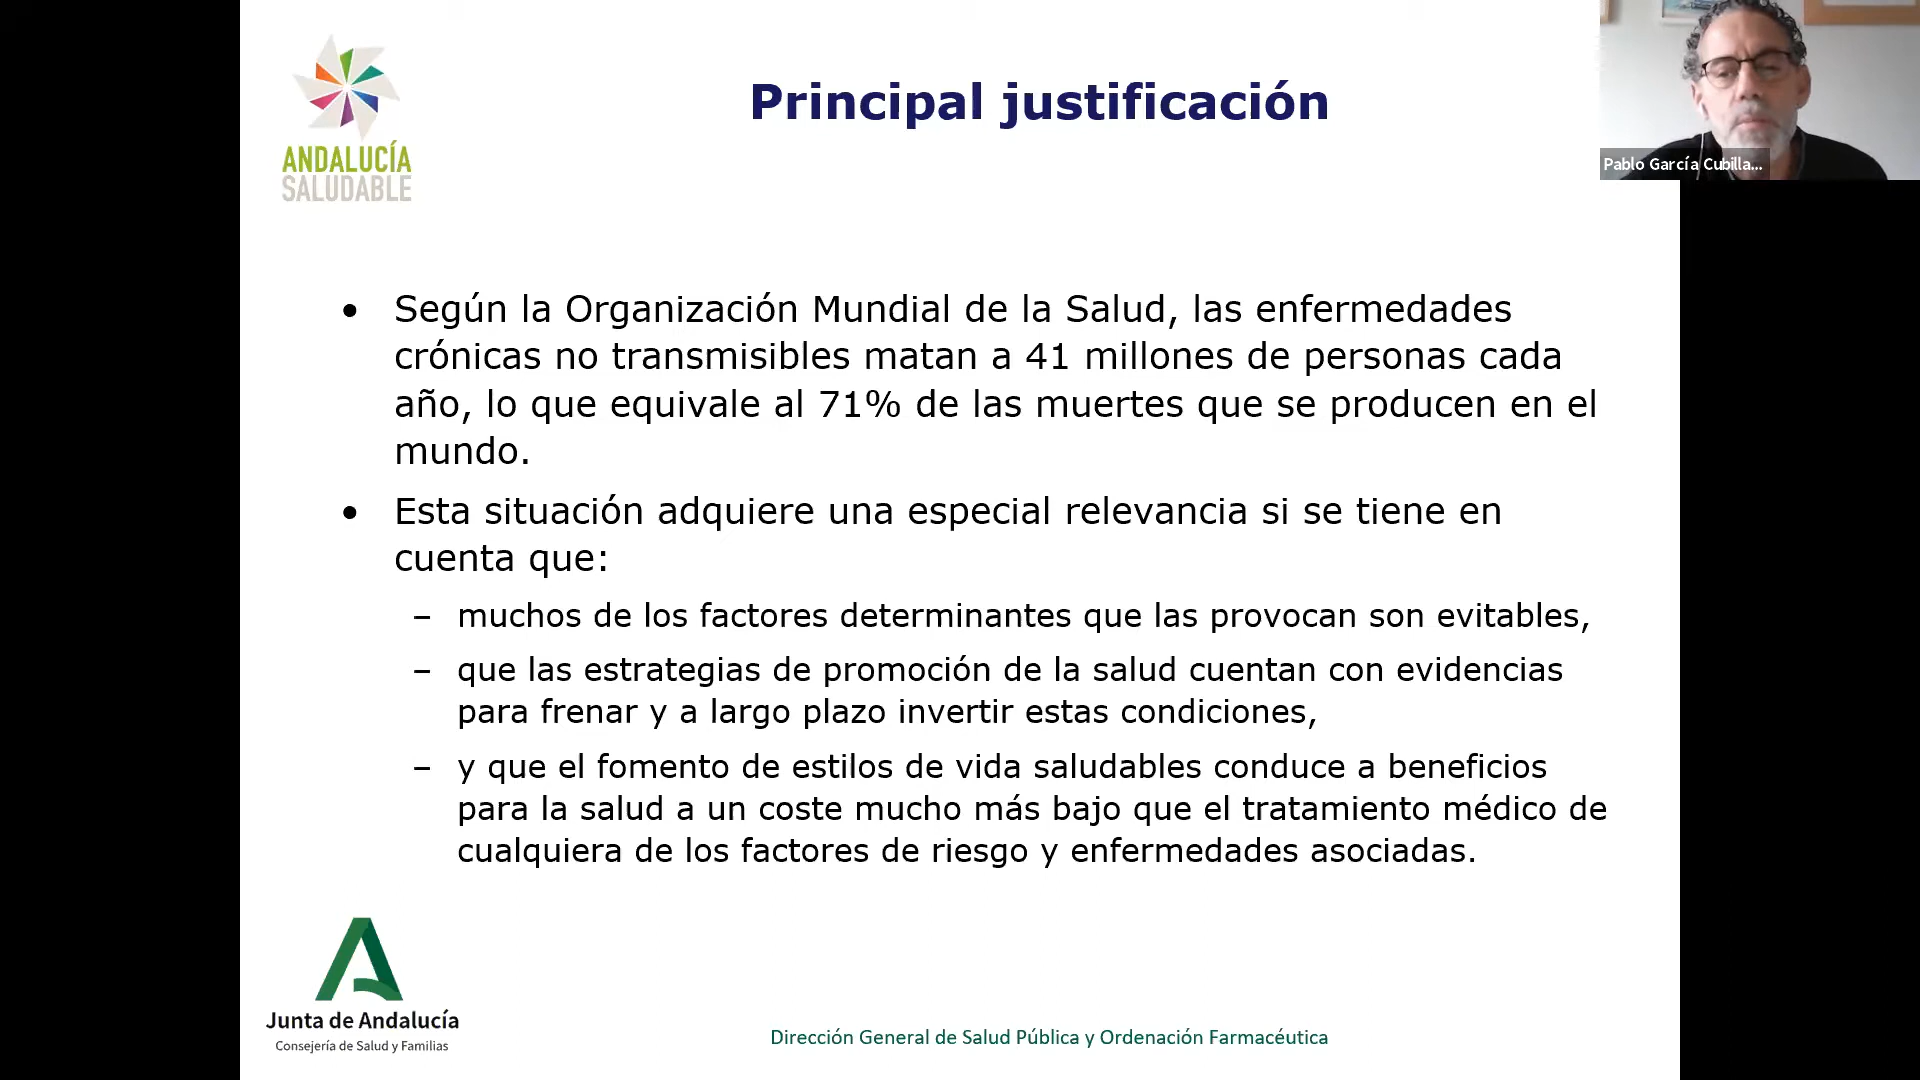 ANDALUCÍA
SALUDABLE
Principal justificación
Pablo García Cubilla...
• Según la Organización Mundial de la Salud, las enfermedades
crónicas no transmisibles matan a 41 millones de personas cada
año, lo que equivale al 71% de las muertes que se producen en el
mundo.
• Esta situación adquiere una especial relevancia si se tiene en
cuenta que:
– muchos de los factores determinantes que las provocan son evitables,
– que las estrategias de promoción de la salud cuentan con evidencias
para frenar y a largo plazo invertir estas condiciones,
– y que el fomento de estilos de vida saludables conduce a beneficios
para la salud a un coste mucho más bajo que el tratamiento médico de
cualquiera de los factores de riesgo y enfermedades asociadas.
Junta de Andalucía
Consejería de Salud y Familias
Dirección General de Salud Pública y Ordenación Farmacéutica